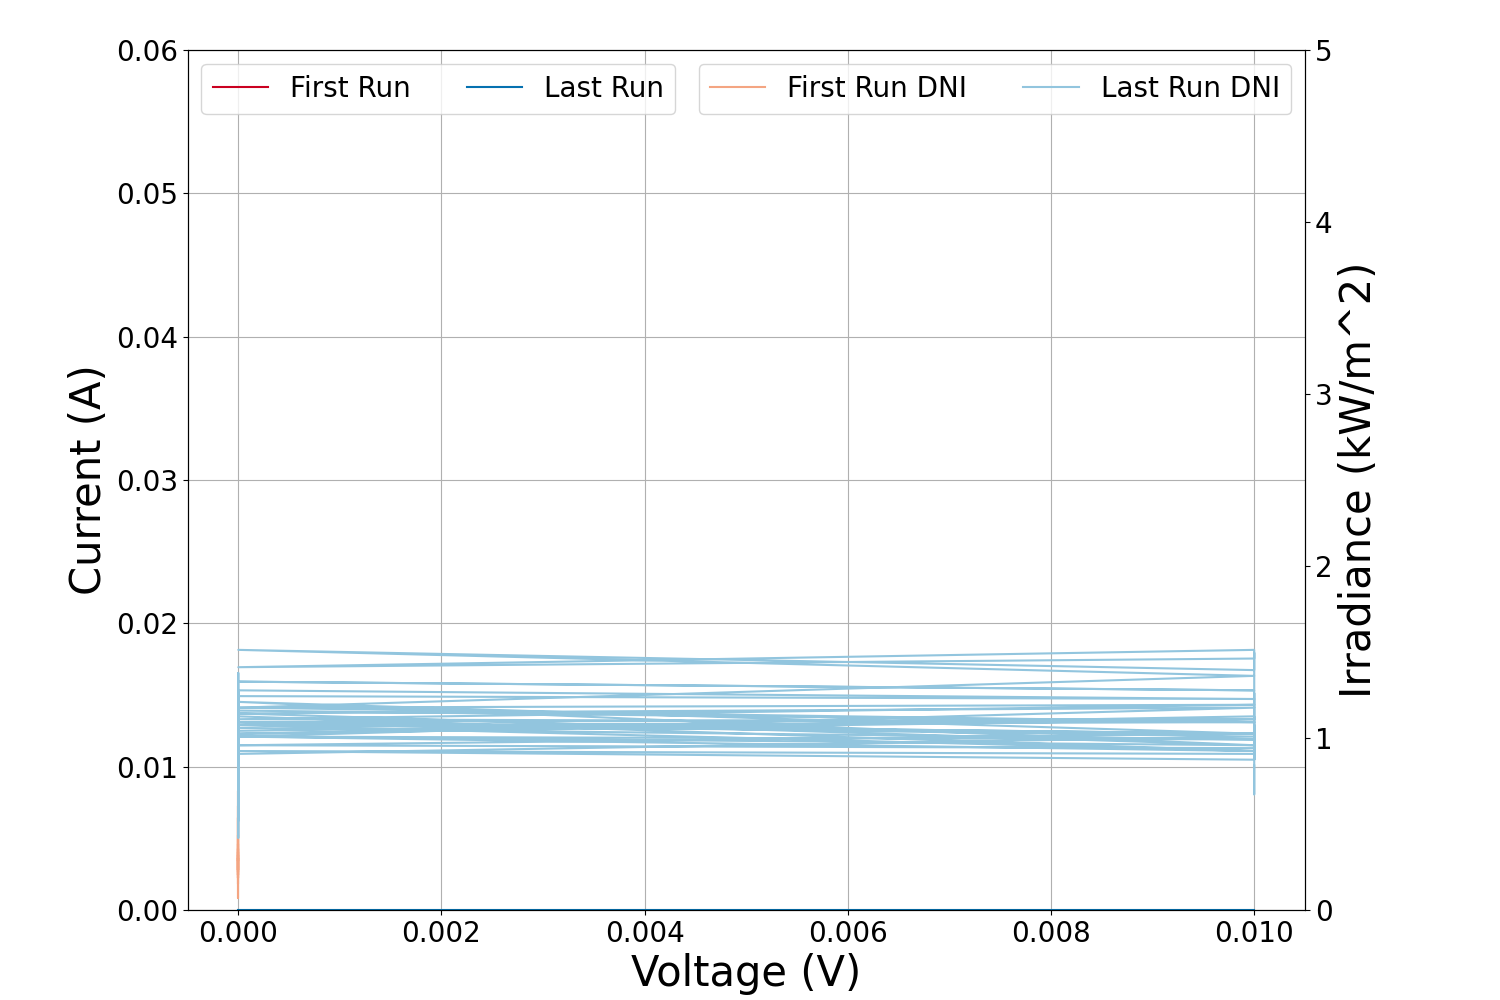 First Run
Last Run
First Run DNI
Last Run DNI
0.06
0.05
0.04
0.03
0.02
0.01
0.00
Current (A)
5
4
3
2
1
0
Irradiance (kW/m^2)
0.000 0.002 0.004 0.006 0.008 0.010
Voltage (V)